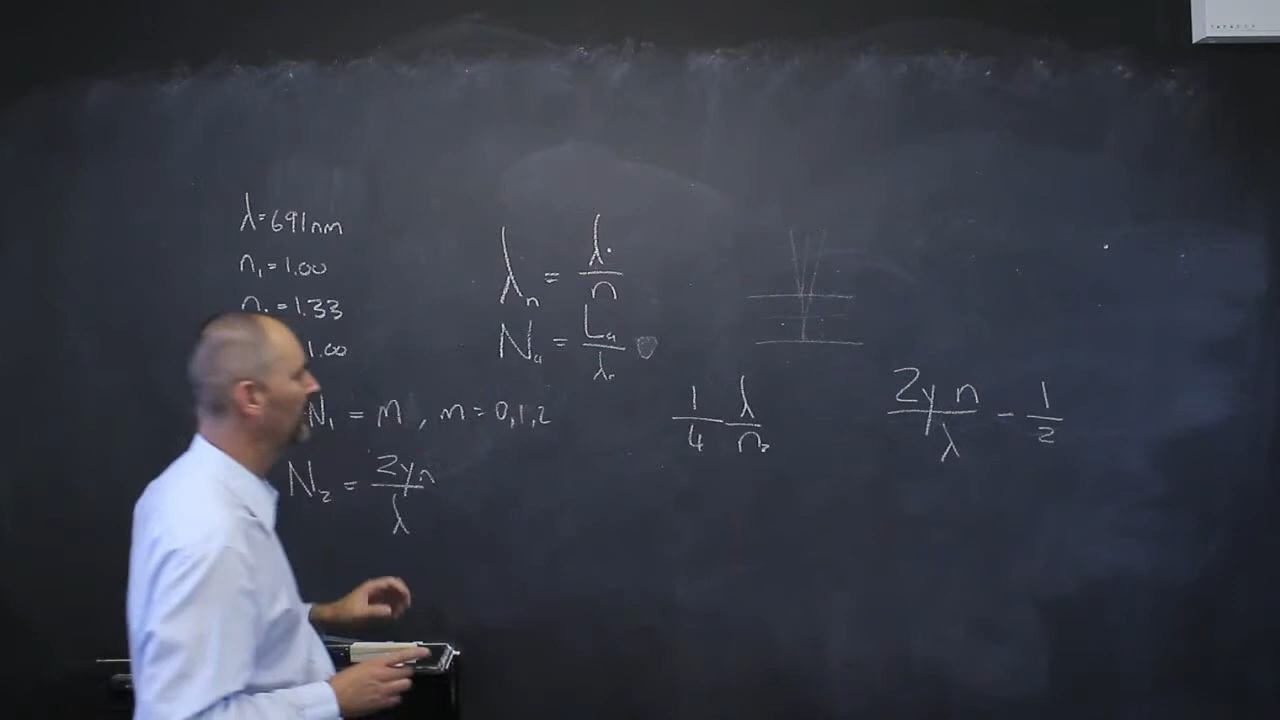 λ=691nm
n₁=1.00
n₂=1.33
1.00
N₁ = m, m=0,1,2
N₂ = 2yn/λ
λₙ = λ./n
Nₐ = Lₐ/λₙ
1/4 λ/n₂
2yn/λ - 1/2